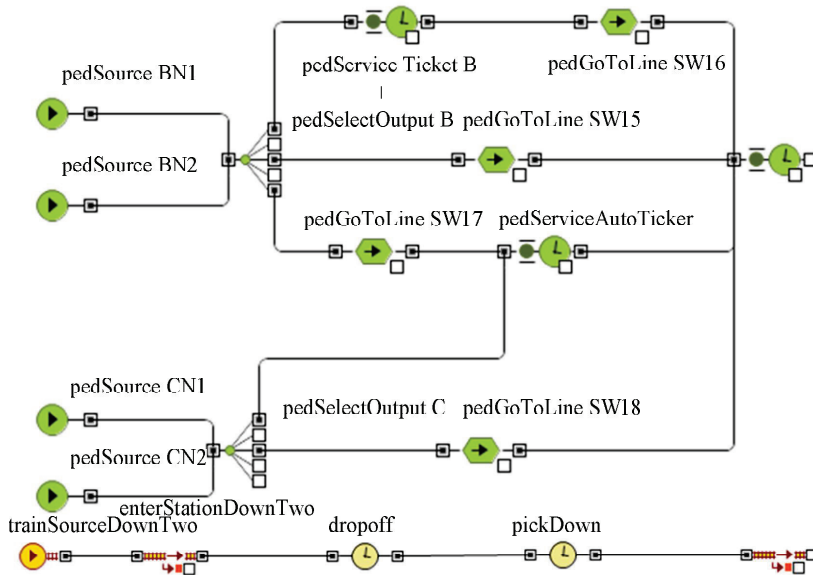 pedService Ticket B
pedGoToLine SW16
pedSource BN1
pedSelectOutput B
pedGoToLine SW15
pedSource BN2
pedGoToLine SW17
pedServiceAutoTicker
pedSource CN1
pedSelectOutput C
pedGoToLine SW18
pedSource CN2
enterStationDownTwo
trainSourceDownTwo
dropoff
pickDown